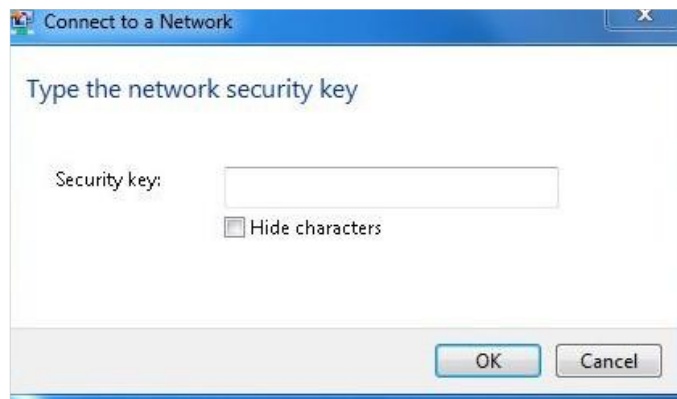 Connect to a Network
Type the network security key
Security key:
Hide characters
OK
Cancel